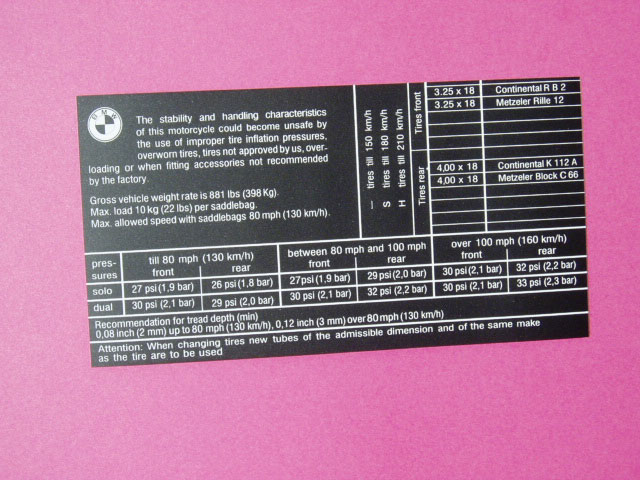 BMW
The stability and handling characteristics
of this motorcycle could become unsafe by
the use of improper tire inflation pressures,
overworn tires, tires not approved by us, over-
loading or when fitting accessories not recommended
by the factory.
Gross vehicle weight rate is 881 lbs (398 Kg).
Max. load 10 kg (22 lbs) per saddlebag.
Max. allowed speed with saddlebags 80 mph (130 km/h).
— tires till 150 km/h
S tires till 180 km/h
H tires till 210 km/h
Tires front
3.25 x 18 Continental R B 2
3.25 x 18 Metzeler Rille 12
Tires rear
4,00 x 18 Continental K 112 A
4,00 x 18 Metzeler Block C 66
pres-
sures
till 80 mph (130 km/h) between 80 mph and 100 mph over 100 mph (160 km/h)
front rear front rear front rear
solo 27 psi (1,9 bar) 26 psi (1,8 bar) 27psi (1,9 bar) 29 psi (2,0 bar) 30 psi (2,1 bar) 32 psi (2,2 bar)
dual 30 psi (2,1 bar) 29 psi (2,0 bar) 30 psi (2,1 bar) 32 psi (2,2 bar) 30 psi (2,1 bar) 33 psi (2,3 bar)
Recommendation for tread depth (min)
0,08 inch (2 mm) up to 80 mph (130 km/h), 0,12 inch (3 mm) over 80 mph (130 km/h)
Attention: When changing tires new tubes of the admissible dimension and of the same make
as the tire are to be used